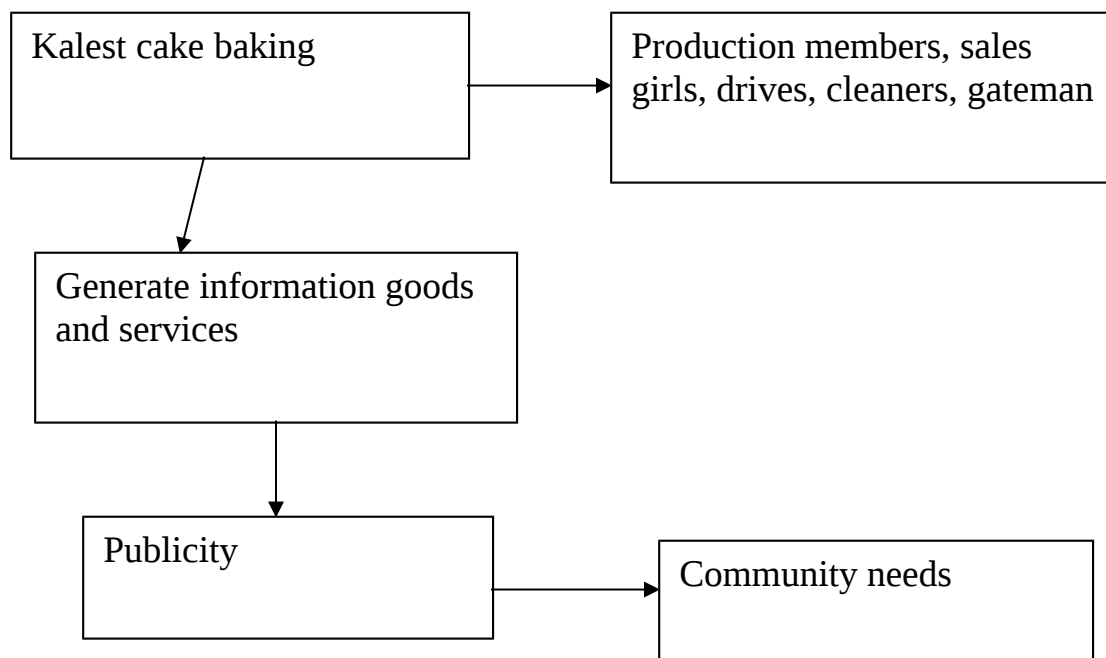 Kalest cake baking
Production members, sales
girls, drives, cleaners, gateman
Generate information goods
and services
Publicity
Community needs